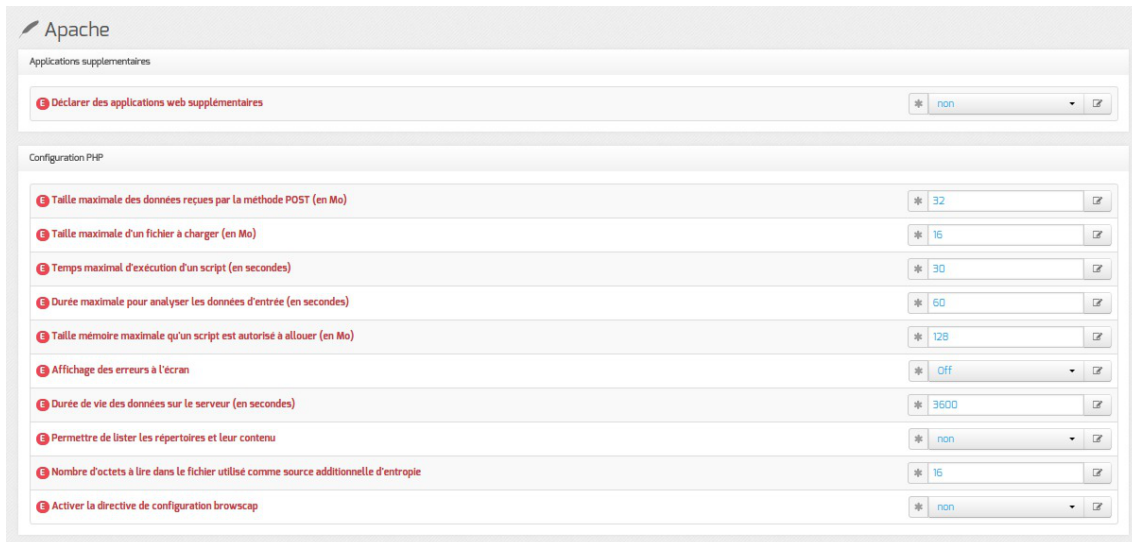 Apache
Applications supplementaires
E Déclarer des applications web supplémentaires non
Configuration PHP
E Taille maximale des données reçues par la méthode POST (en Mo) 32
E Taille maximale d'un fichier à charger (en Mo) 16
E Temps maximal d'exécution d'un script (en secondes) 30
E Durée maximale pour analyser les données d'entrée (en secondes) 60
E Taille mémoire maximale qu'un script est autorisé à allouer (en Mo) 128
E Affichage des erreurs à l'écran Off
E Durée de vie des données sur le serveur (en secondes) 3600
E Permettre de lister les répertoires et leur contenu non
E Nombre d'octets à lire dans le fichier utilisé comme source additionnelle d'entropie 16
E Activer la directive de configuration browscap non